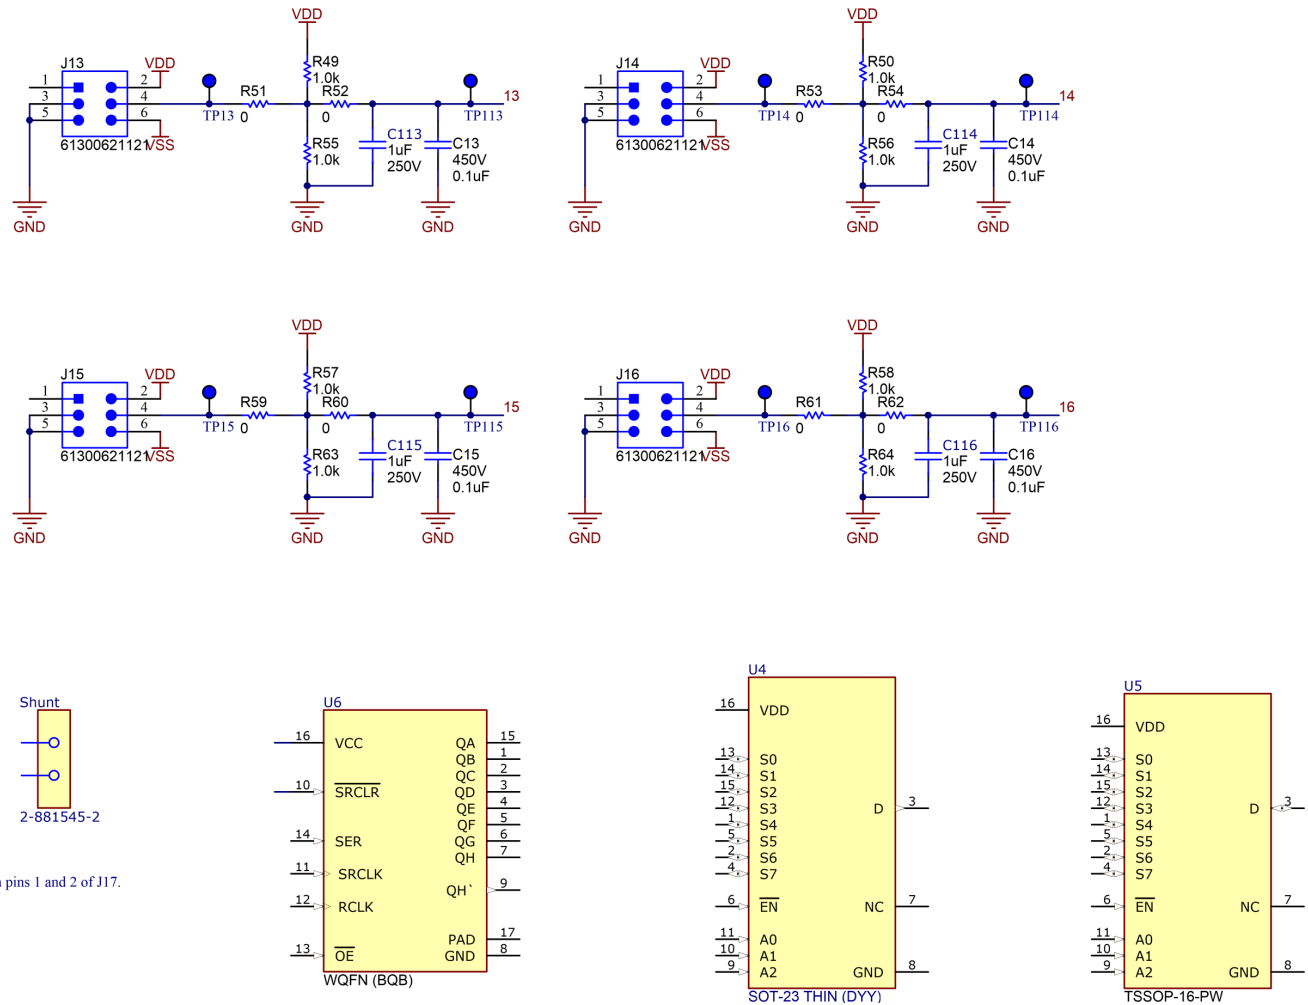 VDD
J13
1
2
VDD
3
4
5
6
VSS
61300621121
TP13
R51
0
R49
1.0k
R52
0
R55
1.0k
C113
1uF
250V
C13
450V
0.1uF
TP113
13
GND
GND
GND
VDD
J14
1
2
VDD
3
4
5
6
VSS
61300621121
TP14
R53
0
R50
1.0k
R54
0
R56
1.0k
C114
1uF
250V
C14
450V
0.1uF
TP114
14
GND
GND
GND
VDD
J15
1
2
VDD
3
4
5
6
VSS
61300621121
TP15
R59
0
R57
1.0k
R60
0
R63
1.0k
C115
1uF
250V
C15
450V
0.1uF
TP115
15
GND
GND
GND
VDD
J16
1
2
VDD
3
4
5
6
VSS
61300621121
TP16
R61
0
R58
1.0k
R62
0
R64
1.0k
C116
1uF
250V
C16
450V
0.1uF
TP116
16
GND
GND
GND
Shunt
2-881545-2
pins 1 and 2 of J17.
U6
16 VCC
10 SRCLR
14 SER
11 SRCLK
12 RCLK
13 OE
QA 15
QB 1
QC 2
QD 3
QE 4
QF 5
QG 6
QH 7
QH` 9
PAD 17
GND 8
WQFN (BQB)
U4
16 VDD
13 S0
14 S1
15 S2
12 S3
1 S4
5 S5
2 S6
4 S7
6 EN
11 A0
10 A1
9 A2
D 3
NC 7
GND 8
SOT-23 THIN (DYY)
U5
16 VDD
13 S0
14 S1
15 S2
12 S3
1 S4
5 S5
2 S6
4 S7
6 EN
11 A0
10 A1
9 A2
D 3
NC 7
GND 8
TSSOP-16-PW